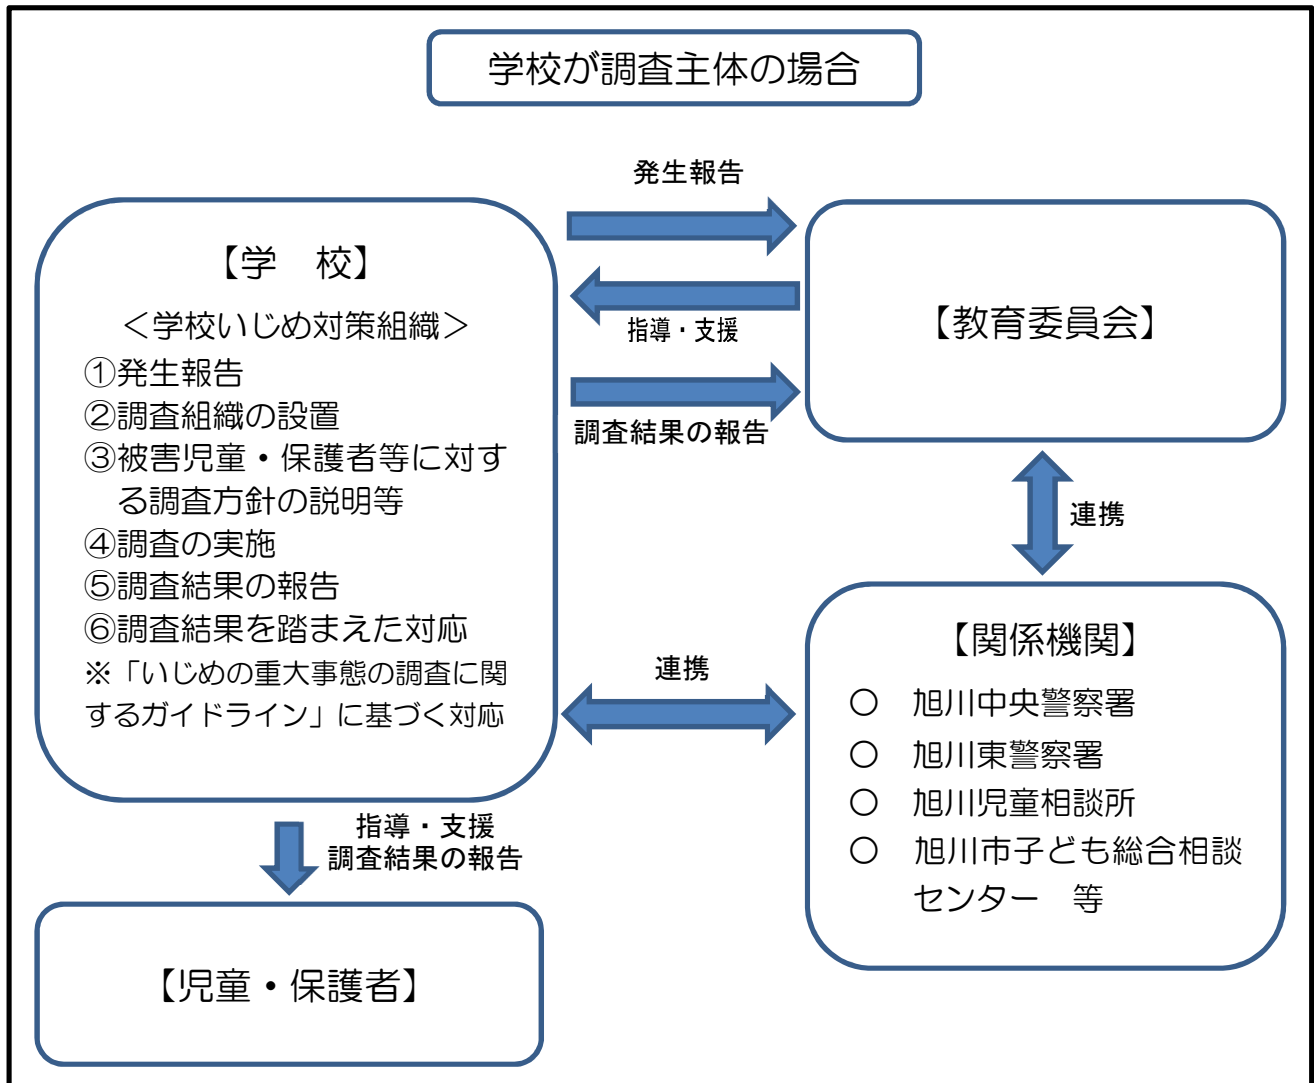 学校が調査主体の場合
発生報告
【学　校】
＜学校いじめ対策組織＞
①発生報告
②調査組織の設置
③被害児童・保護者等に対す
る調査方針の説明等
④調査の実施
⑤調査結果の報告
⑥調査結果を踏まえた対応
※「いじめの重大事態の調査に関
するガイドライン」に基づく対応
指導・支援
調査結果の報告
【教育委員会】
連携
連携
【関係機関】
○　旭川中央警察署
○　旭川東警察署
○　旭川児童相談所
○　旭川市子ども総合相談
センター　等
指導・支援
調査結果の報告
【児童・保護者】